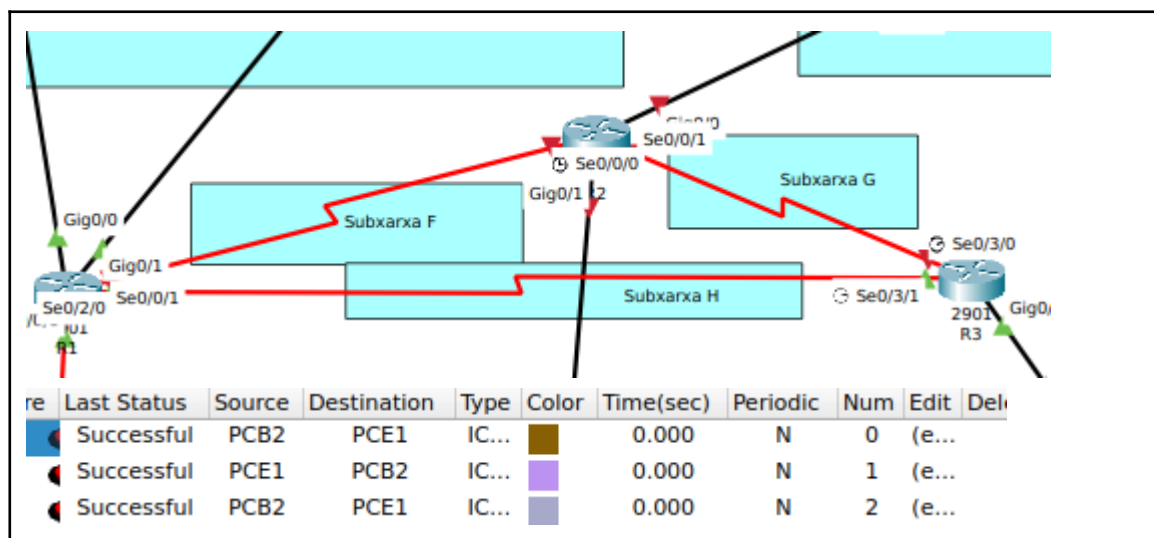 Se0/0/1
Se0/0/0
Subxarxa G
Gig0/1
Gig0/0
Subxarxa F
Se0/3/0
Gig0/1
Se0/0/1
Subxarxa H
Se0/3/1
Se0/2/0
2901
R3
R1
re Last Status Source Destination Type Color Time(sec) Periodic Num Edit
Successful PCB2 PCE1 IC... 0.000 N 0 (e...
Successful PCE1 PCB2 IC... 0.000 N 1 (e...
Successful PCB2 PCE1 IC... 0.000 N 2 (e...